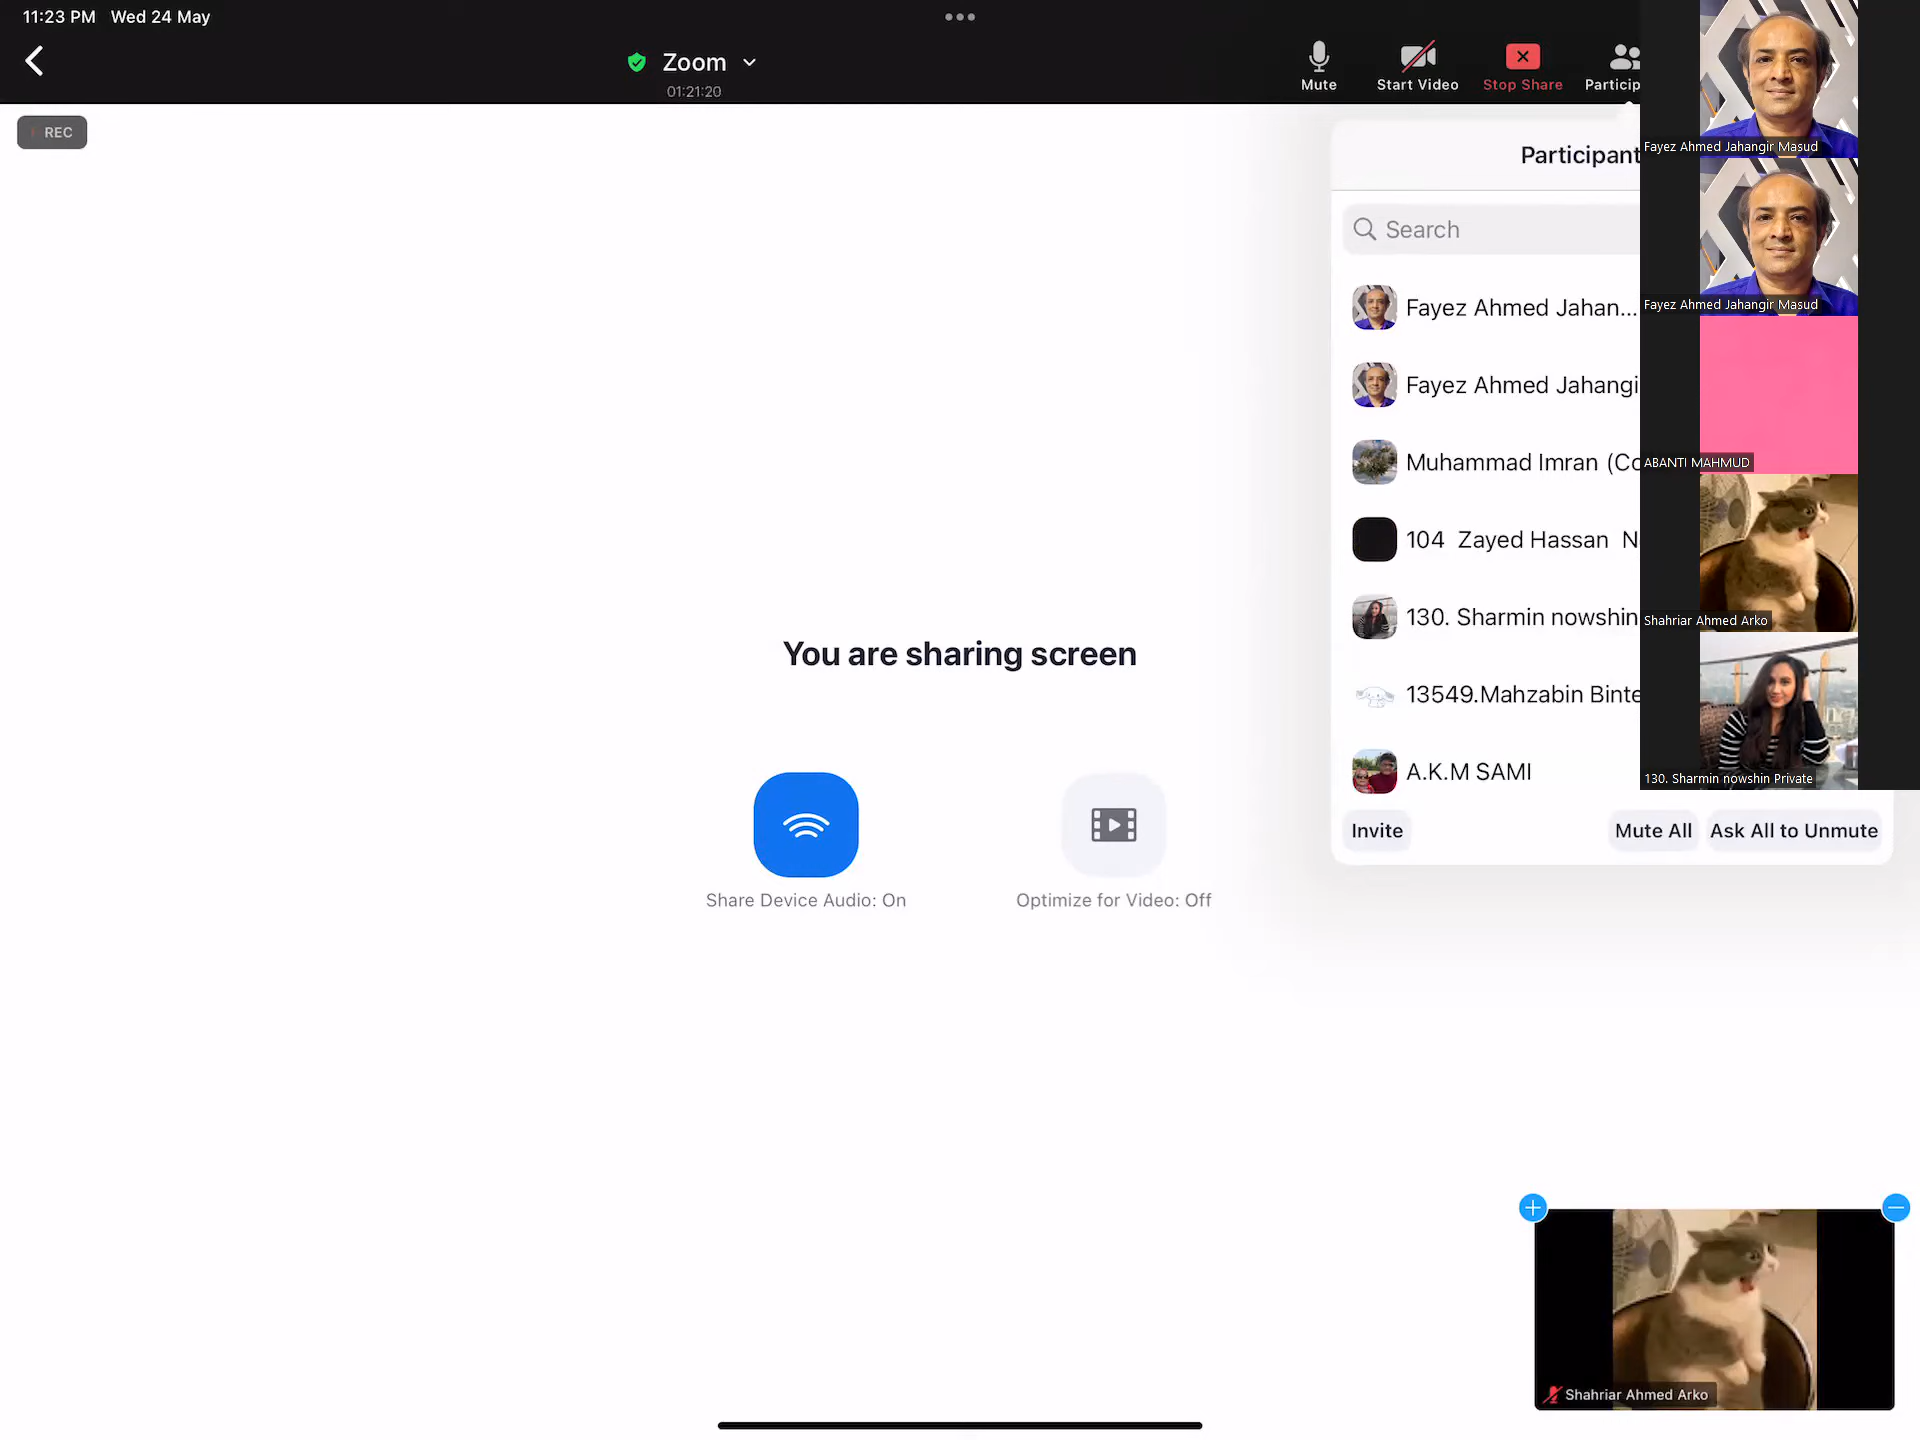 11:23 PM Wed 24 May
Zoom
01:21:20
Mute
Start Video
Stop Share
Particip
REC
Participant
Search
Fayez Ahmed Jahan...
Fayez Ahmed Jahangi
Muhammad Imran (Co
104 Zayed Hassan N
130. Sharmin nowshin
13549.Mahzabin Binte
A.K.M SAMI
Invite
Mute All
Ask All to Unmute
Fayez Ahmed Jahangir Masud
Fayez Ahmed Jahangir Masud
ABANTI MAHMUD
Shahriar Ahmed Arko
130. Sharmin nowshin Private
You are sharing screen
Share Device Audio: On
Optimize for Video: Off
Shahriar Ahmed Arko